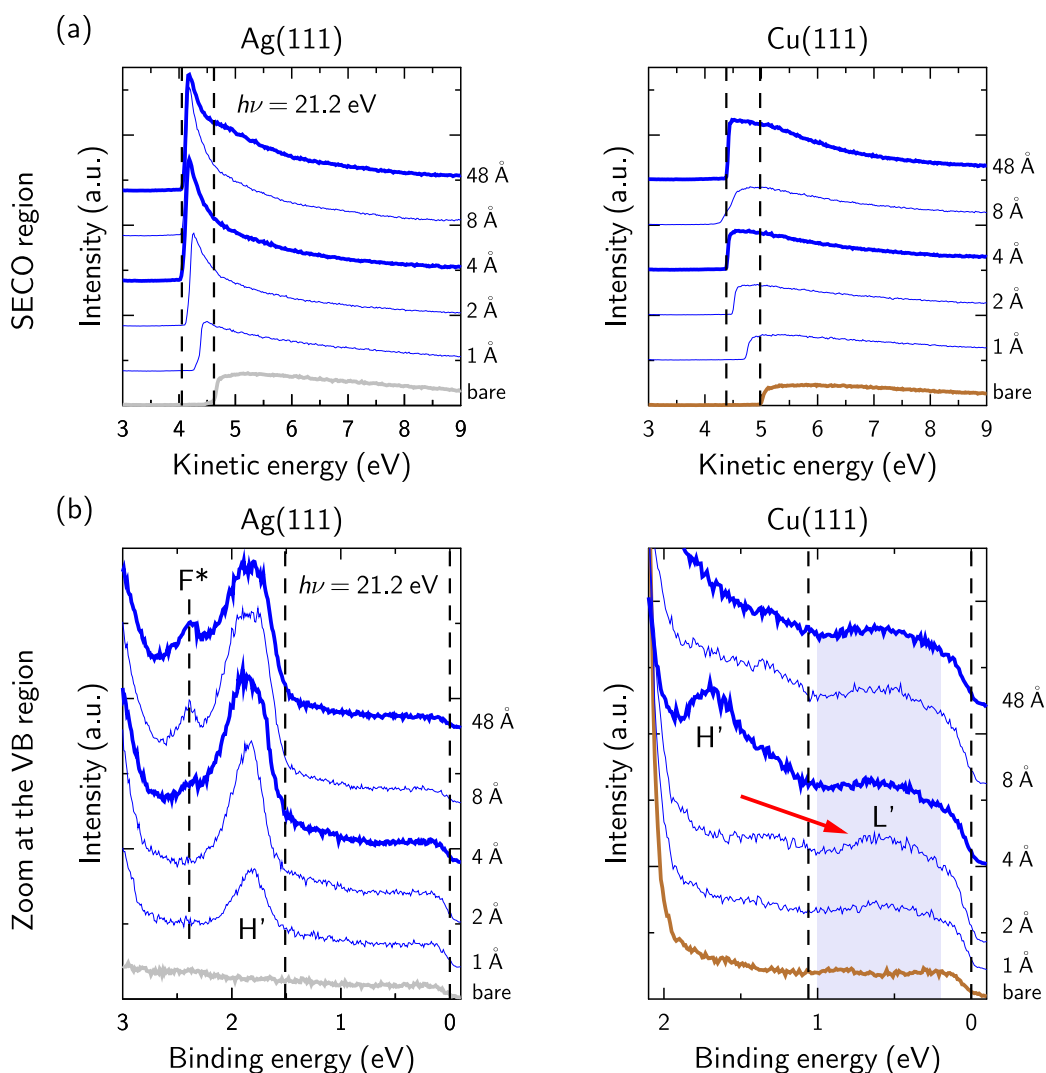 (a)
Ag(111)
Cu(111)
SECO region
Intensity (a.u.)
hν = 21.2 eV
48 Å
8 Å
4 Å
2 Å
1 Å
bare
3 4 5 6 7 8 9
Kinetic energy (eV)
Intensity (a.u.)
48 Å
8 Å
4 Å
2 Å
1 Å
bare
3 4 5 6 7 8 9
Kinetic energy (eV)
(b)
Ag(111)
Cu(111)
Zoom at the VB region
Intensity (a.u.)
F*
hν = 21.2 eV
H'
48 Å
8 Å
4 Å
2 Å
1 Å
bare
3 2 1 0
Binding energy (eV)
Intensity (a.u.)
H'
L'
48 Å
8 Å
4 Å
2 Å
1 Å
bare
2 1 0
Binding energy (eV)